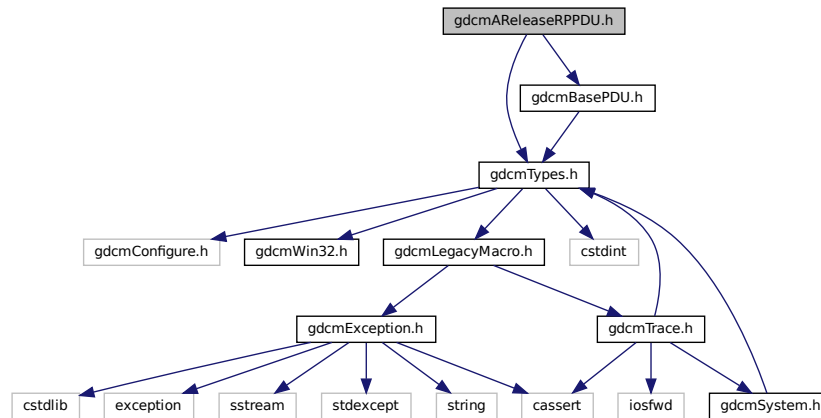 gdcmAReleaseRPPDU.h
gdcmBasePDU.h
gdcmTypes.h
gdcmConfigure.h
gdcmWin32.h
gdcmLegacyMacro.h
cstdint
gdcmException.h
gdcmTrace.h
cstdlib
exception
sstream
stdexcept
string
cassert
iosfwd
gdcmSystem.h